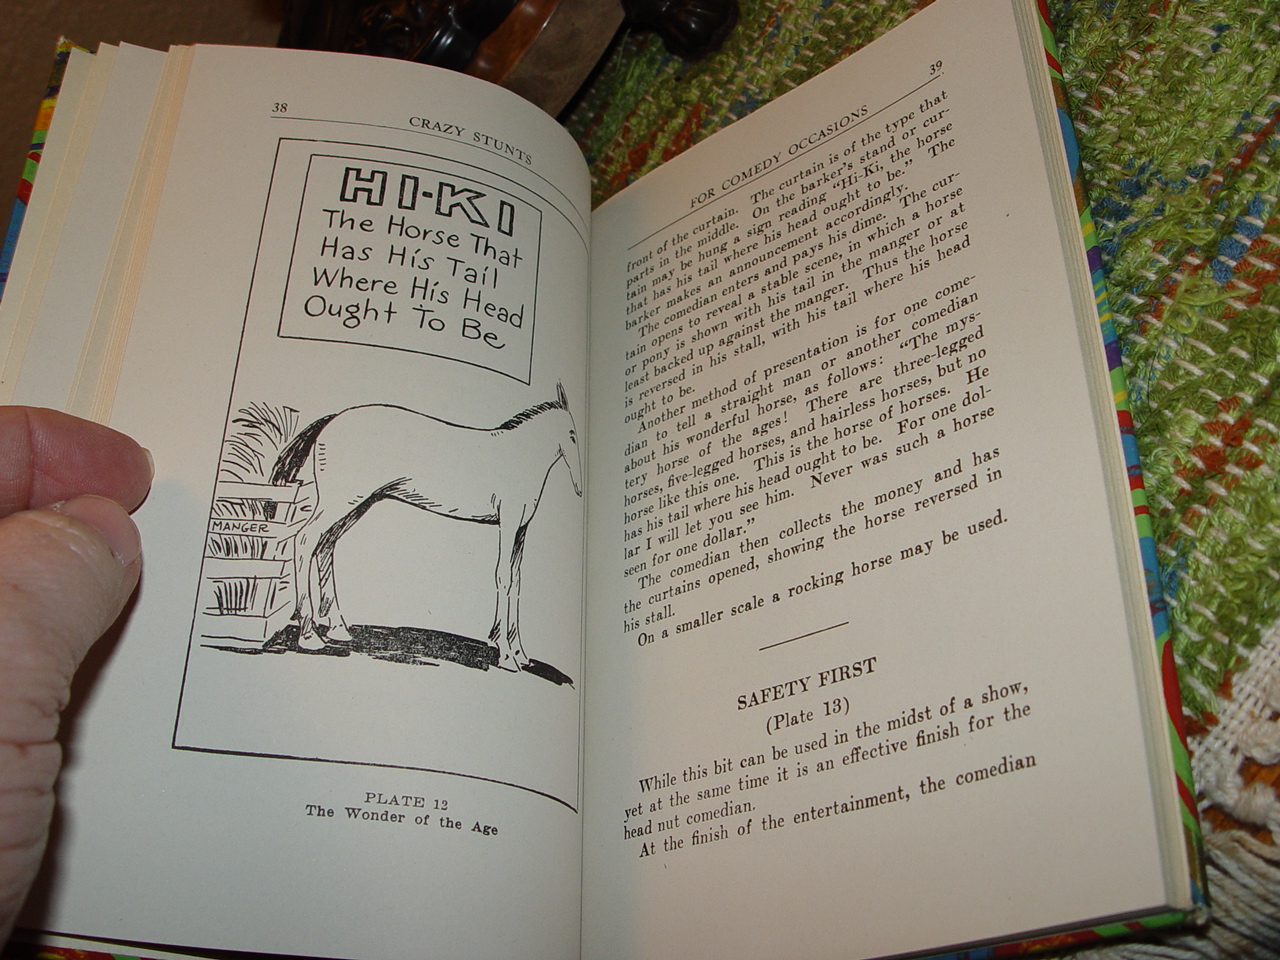 38
CRAZY STUNTS
HI-KI
The Horse That
Has His Tail
Where His Head
Ought To Be
MANGER
PLATE 12
The Wonder of the Age
39
FOR COMEDY OCCASIONS
front of the curtain. The curtain is of the type that
parts in the middle. On the barker's stand or cur-
tain may be hung a sign reading "Hi-Ki, the horse
that has his tail where his head ought to be." The
barker makes an announcement accordingly.
The comedian enters and pays his dime. The cur-
tain opens to reveal a stable scene, in which a horse
or pony is shown with his tail in the manger or at
least backed up against the manger. Thus the horse
is reversed in his stall, with his tail where his head
ought to be.
Another method of presentation is for one come-
dian to tell a straight man or another comedian
about his wonderful horse, as follows: "The mys-
tery horse of the ages! There are three-legged
horses, five-legged horses, and hairless horses, but no
horse like this one. This is the horse of horses. He
has his tail where his head ought to be. For one dol-
lar I will let you see him. Never was such a horse
seen for one dollar."
The comedian then collects the money and has
the curtains opened, showing the horse reversed in
his stall.
On a smaller scale a rocking horse may be used.
SAFETY FIRST
(Plate 13)
While this bit can be used in the midst of a show,
yet at the same time it is an effective finish for the
head nut comedian.
At the finish of the entertainment, the comedian